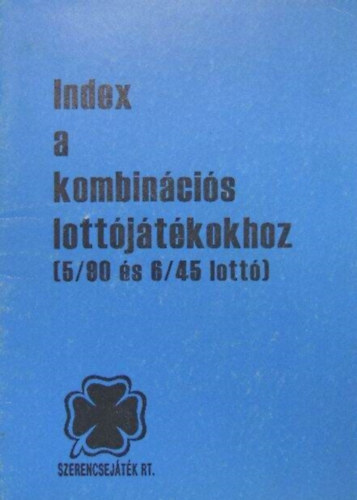 Index
a
kombinációs
lottójátékokhoz
(5/90 és 6/45 lottó)
SZERENCSEJÁTÉK RT.